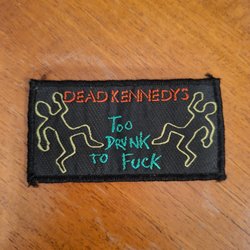 DEAD KENNEDYS
Too
DRUNK
TO FUCK